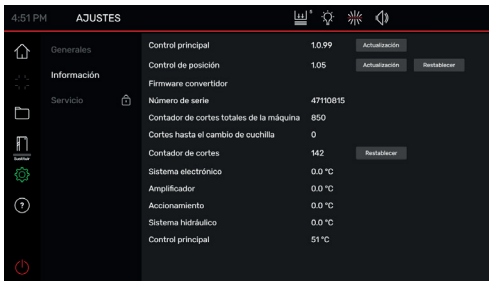 4:51 PM AJUSTES
Generales
Información
Servicio
Control principal 1.0.99 Actualización
Control de posición 1.05 Actualización Restablecer
Firmware convertidor
Número de serie 47110815
Contador de cortes totales de la máquina 850
Cortes hasta el cambio de cuchilla 0
Contador de cortes 142 Restablecer
Sistema electrónico 0.0 °C
Amplificador 0.0 °C
Accionamiento 0.0 °C
Sistema hidráulico 0.0 °C
Control principal 51 °C
?